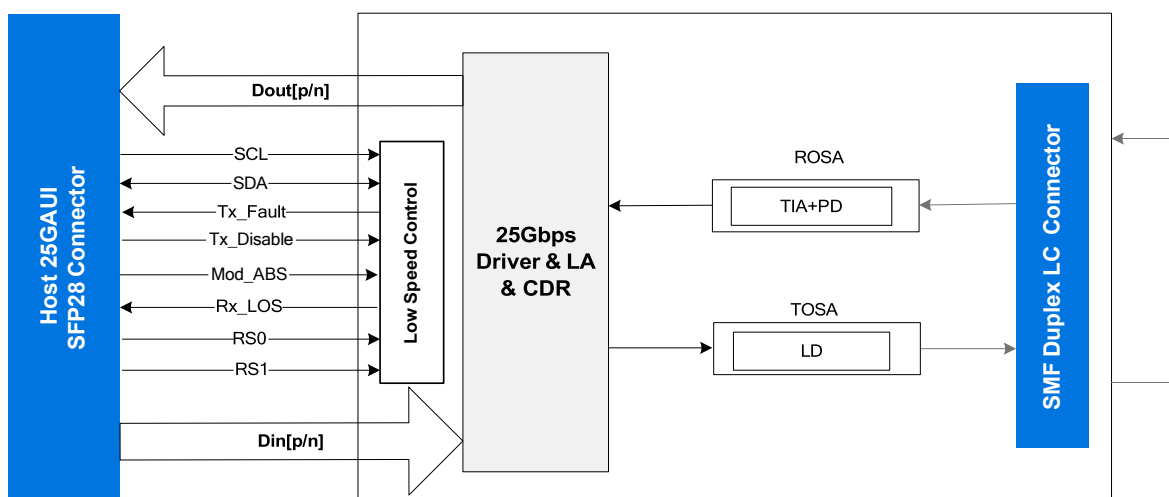 Host 25GAUI
SFP28 Connector
Dout[p/n]
SCL
SDA
Tx_Fault
Tx_Disable
Mod_ABS
Rx_LOS
RS0
RS1
Din[p/n]
Low Speed Control
25Gbps
Driver & LA
& CDR
ROSA
TIA+PD
TOSA
LD
SMF Duplex LC Connector